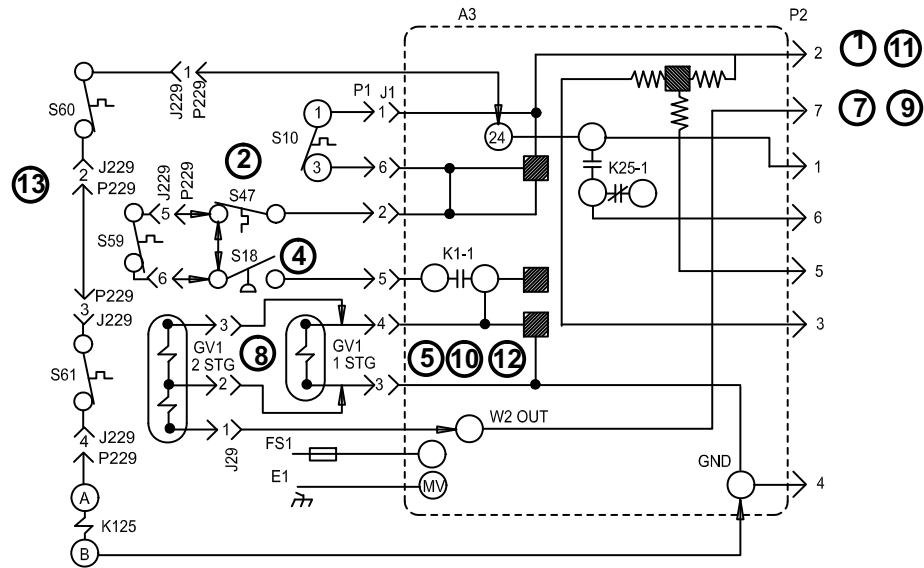 A3 P2
2 1 11
1 J229 P229
S60
P1 J1
1 1
7 7 9
S10
24
J229
2
P229
13
2
3 6
1
K25-1
J229 P229
5
S47
2
6
S59
S18 4
K1-1
6
5
5
P229
3
J229
3
GV1
2 STG
8
GV1
1 STG
4
3
5 10 12
S61
2
3
1
J29
W2 OUT
4
J229
P229
FS1
GND
E1
MV
4
A
K125
B